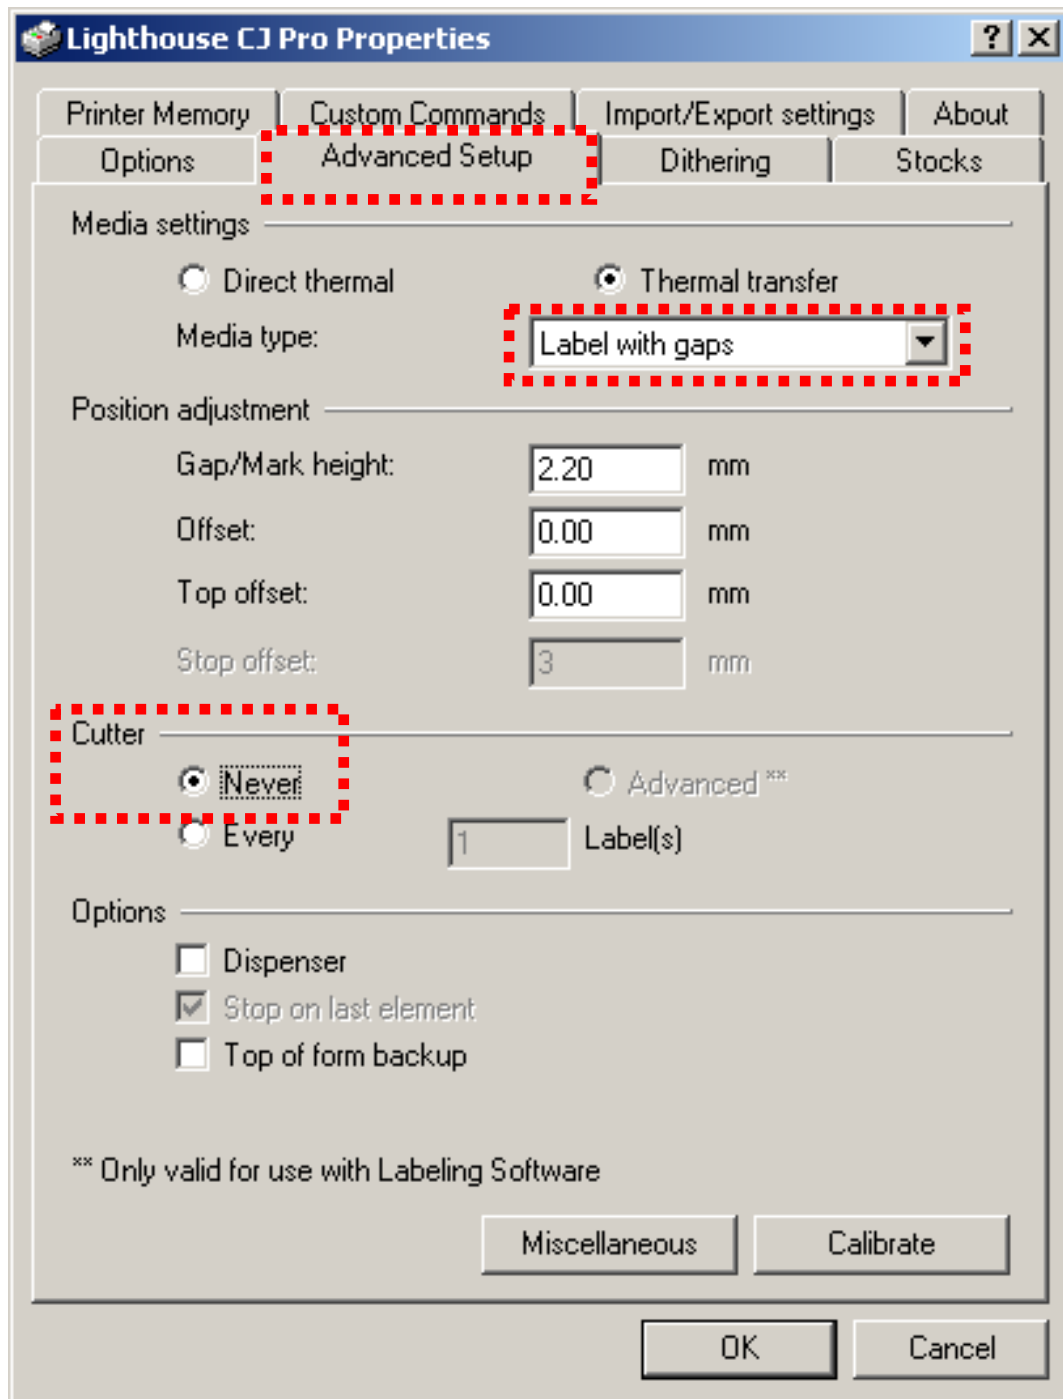 Lighthouse CJ Pro Properties
Printer Memory Custom Commands Import/Export settings About
Options Advanced Setup Dithering Stocks
Media settings
Direct thermal Thermal transfer
Media type: Label with gaps
Position adjustment
Gap/Mark height: 2.20 mm
Offset: 0.00 mm
Top offset: 0.00 mm
Stop offset: 3 mm
Cutter
Never Advanced **
Every 1 Label(s)
Options
Dispenser
Stop on last element
Top of form backup
** Only valid for use with Labeling Software
Miscellaneous Calibrate
OK Cancel